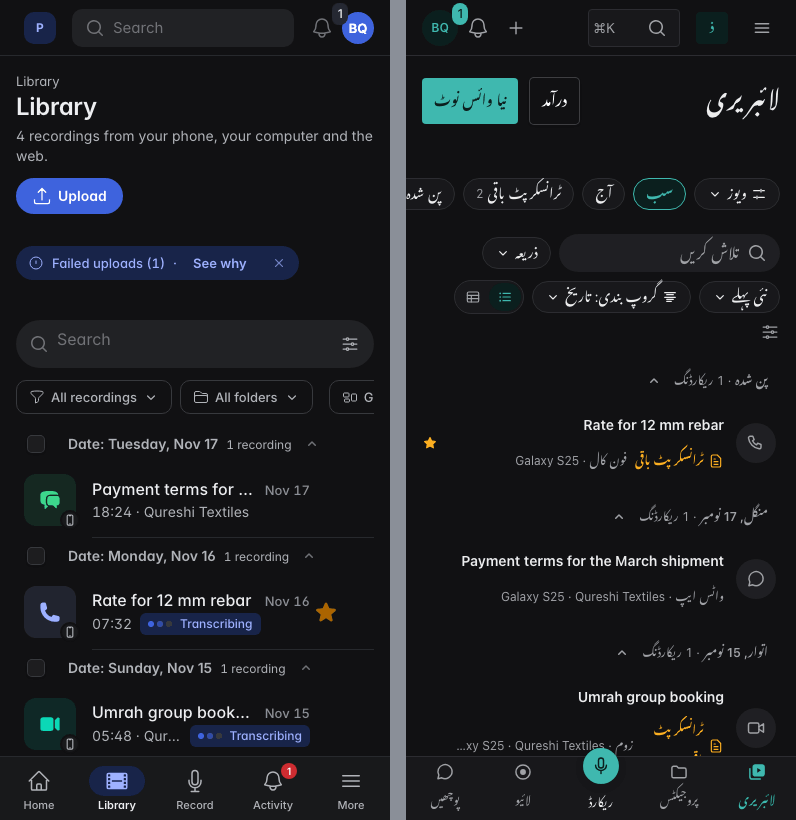 P
Search
1
BQ
Library
Library
4 recordings from your phone, your computer and the
web.
Upload
Failed uploads (1) · See why
Search
All recordings
All folders
G
Date: Tuesday, Nov 17 1 recording
Payment terms for ... Nov 17
18:24 · Qureshi Textiles
Date: Monday, Nov 16 1 recording
Rate for 12 mm rebar Nov 16
07:32 Transcribing
Date: Sunday, Nov 15 1 recording
Umrah group book... Nov 15
05:48 · Qur... Transcribing
Home
Library
Record
1
Activity
More
BQ
1
⌘K
لائبریری
درآمد
نیا وائس نوٹ
ویوز
سب
آج
ٹرانسکرپٹ باقی 2
پن شدہ
تلاش کریں
ذریعہ
نئی پہلے
گروپ بندی: تاریخ
پن شدہ · 1 ریکارڈنگ
Rate for 12 mm rebar
ٹرانسکرپٹ باقی فون کال · Galaxy S25
منگل, 17 نومبر · 1 ریکارڈنگ
Payment terms for the March shipment
واٹس ایپ · Galaxy S25 · Qureshi Textiles
اتوار, 15 نومبر · 1 ریکارڈنگ
Umrah group booking
ٹرانسکرپٹ
زوم · ...xy S25 · Qureshi Textiles
لائبریری
پروجیکٹس
ریکارڈ
لائیو
پوچھیں